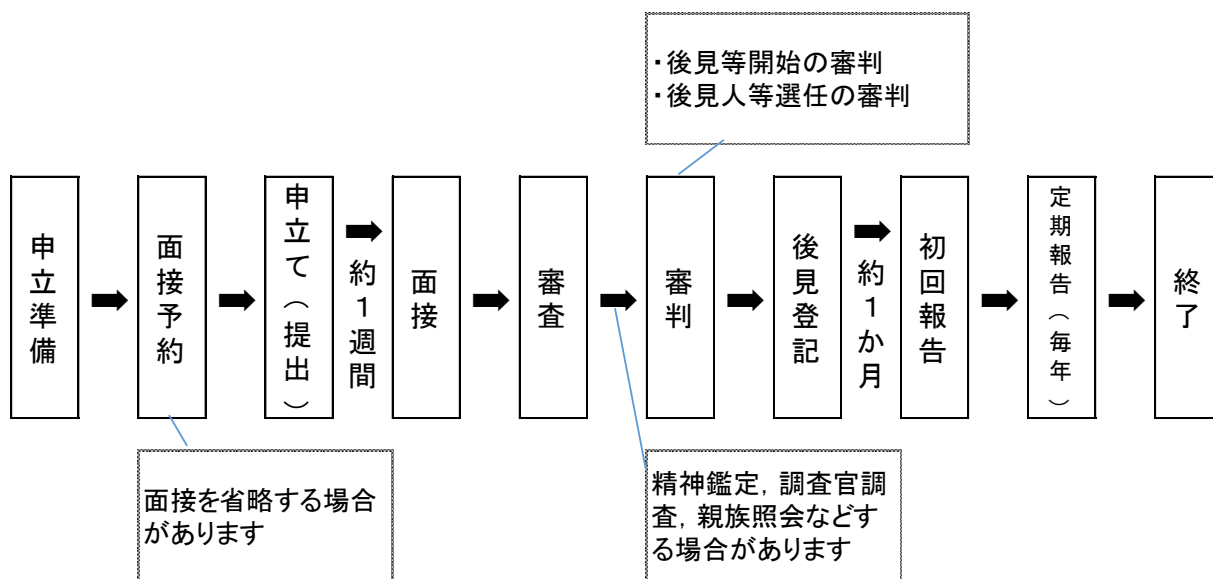 ・後見等開始の審判
・後見人等選任の審判
申立準備
面接予約
申立て（提出）
約１週間
面接
審査
審判
後見登記
約１か月
初回報告
定期報告（毎年）
終了
面接を省略する場合
があります
精神鑑定，調査官調
査，親族照会などす
る場合があります